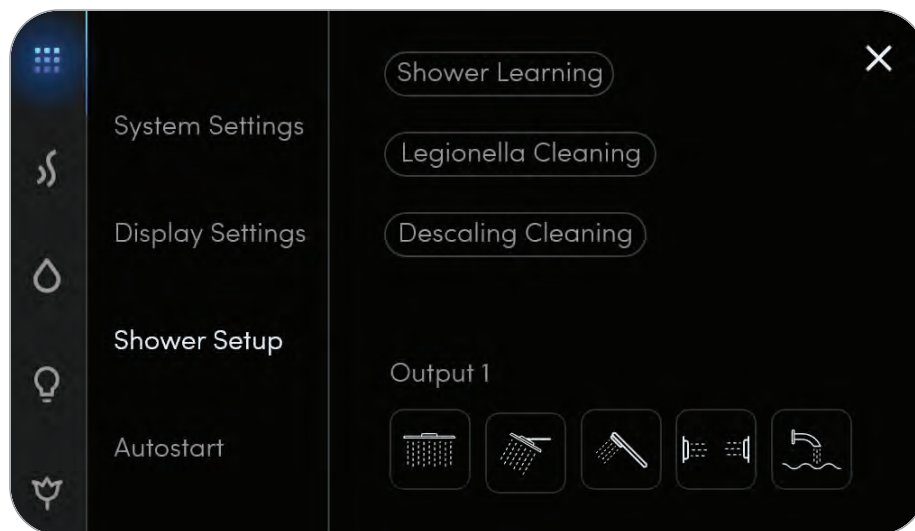 System Settings
Display Settings
Shower Setup
Autostart
Shower Learning
Legionella Cleaning
Descaling Cleaning
Output 1